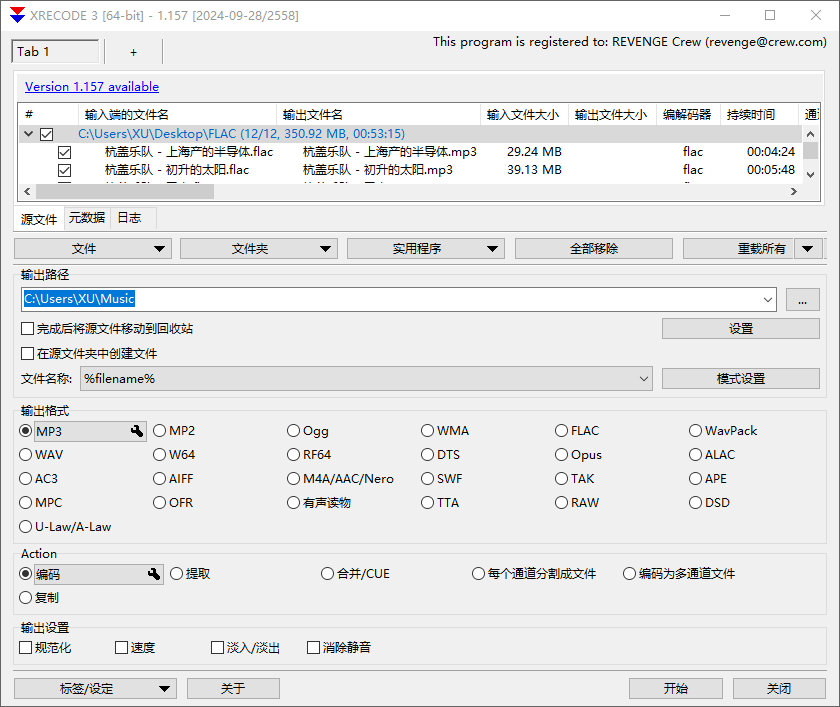 XRECODE 3 [64-bit] - 1.157 [2024-09-28/2558]
Tab 1 +
This program is registered to: REVENGE Crew (revenge@crew.com)
Version 1.157 available
# 输入端的文件名 输出文件名 输入文件大小 输出文件大小 编解码器 持续时间
C:\Users\XU\Desktop\FLAC (12/12, 350.92 MB, 00:53:15)
杭盖乐队 - 上海产的半导体.flac 杭盖乐队 - 上海产的半导体.mp3 29.24 MB flac 00:04:24
杭盖乐队 - 初升的太阳.flac 杭盖乐队 - 初升的太阳.mp3 39.13 MB flac 00:05:48
源文件 元数据 日志
文件 文件夹 实用程序 全部移除 重载所有
输出路径
C:\Users\XU\Music ...
完成后将源文件移动到回收站 设置
在源文件夹中创建文件
文件名称: %filename% 模式设置
输出格式
MP3 MP2 Ogg WMA FLAC WavPack
WAV W64 RF64 DTS Opus ALAC
AC3 AIFF M4A/AAC/Nero SWF TAK APE
MPC OFR 有声读物 TTA RAW DSD
U-Law/A-Law
Action
编码 提取 合并/CUE 每个通道分割成文件 编码为多通道文件
复制
输出设置
规范化 速度 淡入/淡出 消除静音
标签/设定 关于 开始 关闭